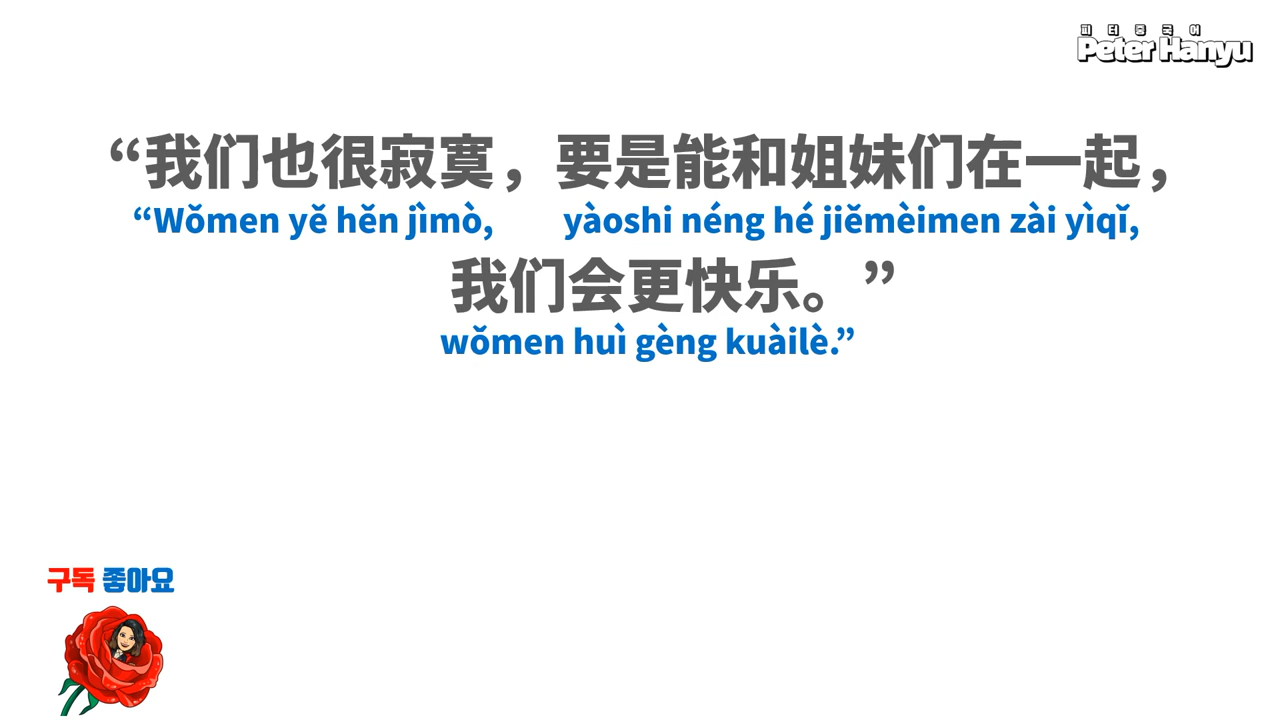 피터중국어
Peter Hanyu
“我们也很寂寞，要是能和姐妹们在一起，
“Wǒmen yě hěn jìmò, yàoshi néng hé jiěmèimen zài yìqǐ,
我们会更快乐。”
wǒmen huì gèng kuàilè.”
구독 좋아요